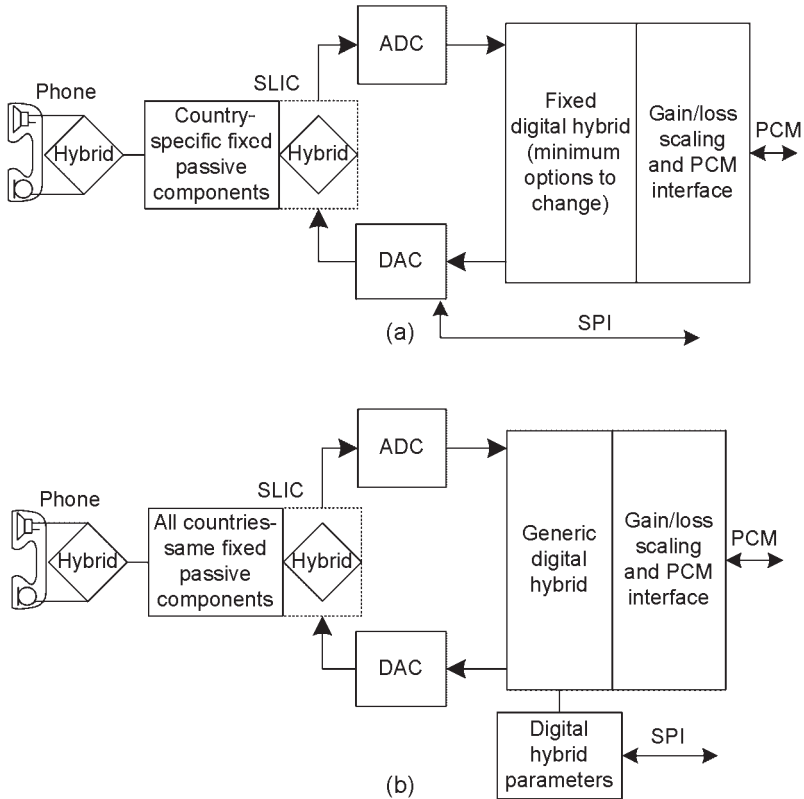 Phone
Hybrid
Country-
specific fixed
passive
components
SLIC
Hybrid
ADC
DAC
Fixed
digital hybrid
(minimum
options to
change)
Gain/loss
scaling
and PCM
interface
PCM
SPI
(a)
Phone
Hybrid
All countries-
same fixed
passive
components
SLIC
Hybrid
ADC
DAC
Generic
digital
hybrid
Gain/loss
scaling
and PCM
interface
PCM
Digital
hybrid
parameters
SPI
(b)